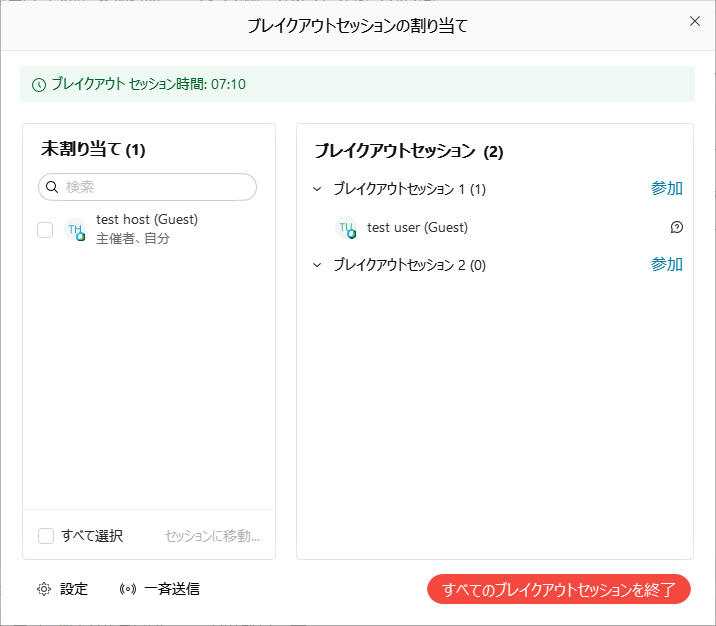 ブレイクアウトセッションの割り当て
ブレイクアウト セッション時間: 07:10
未割り当て (1)
検索
TH
test host (Guest)
主催者、自分
すべて選択
セッションに移動...
ブレイクアウトセッション (2)
ブレイクアウトセッション 1 (1)
参加
TU
test user (Guest)
ブレイクアウトセッション 2 (0)
参加
設定
一斉送信
すべてのブレイクアウトセッションを終了